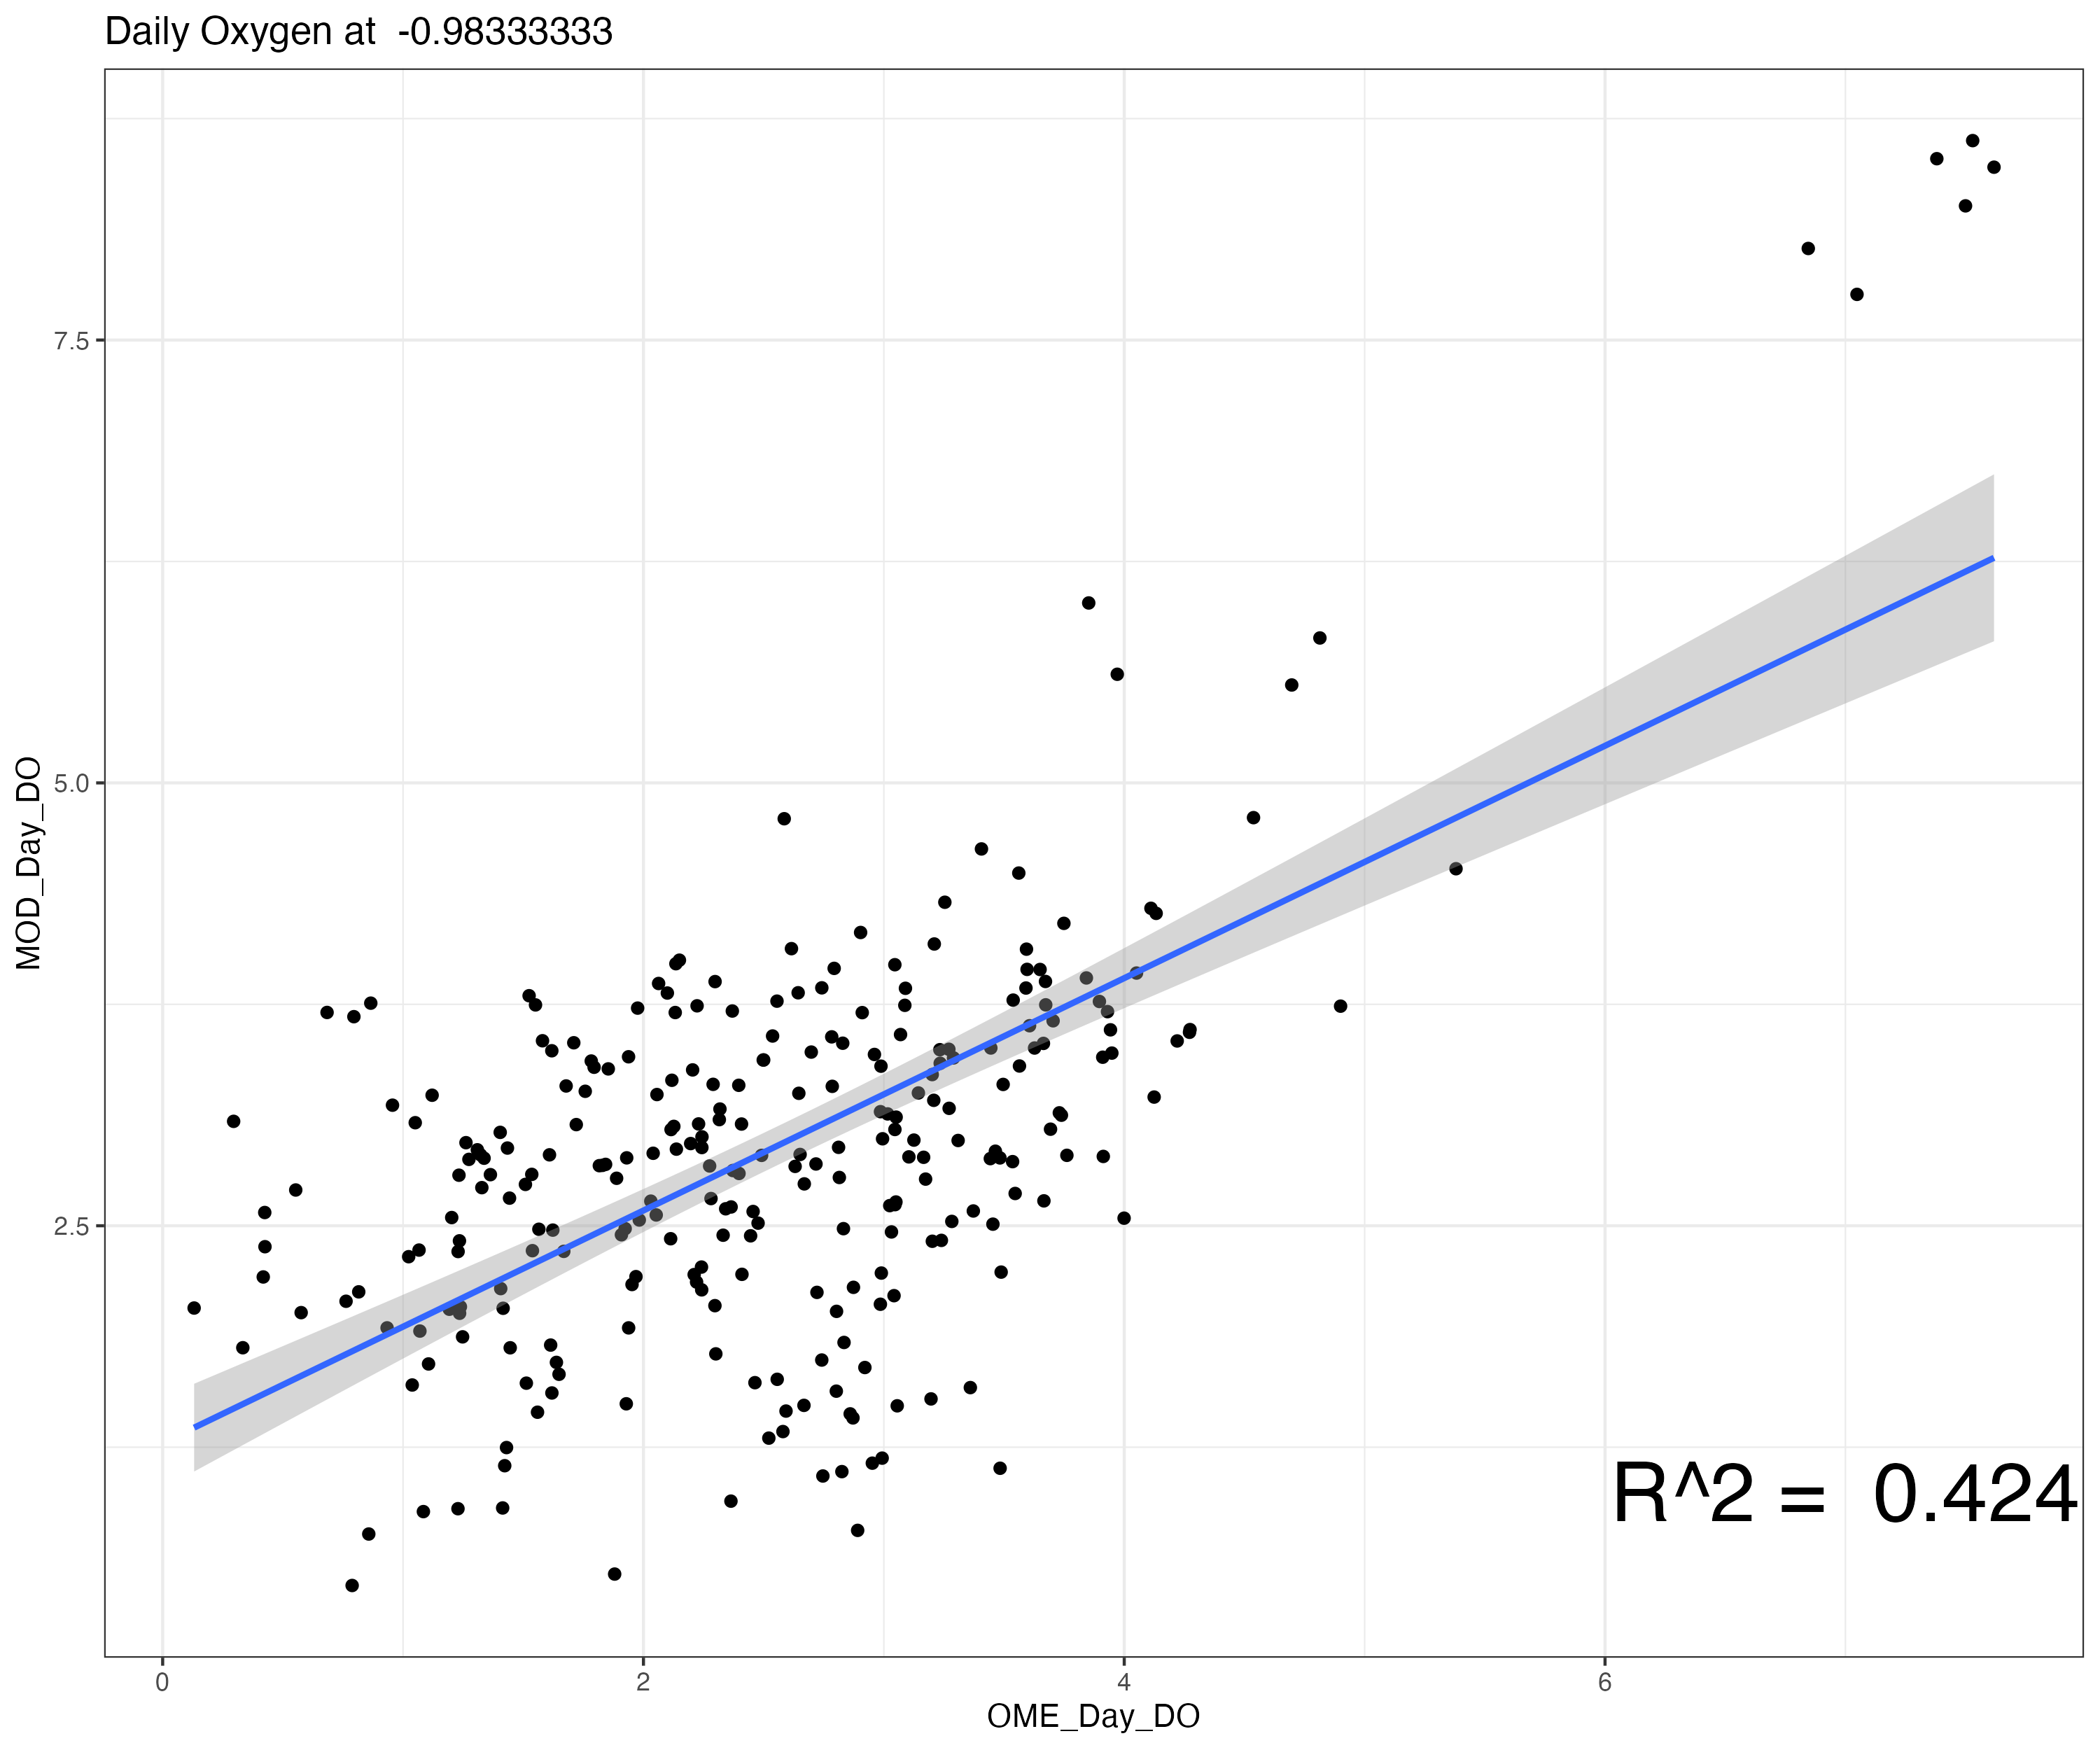 Daily Oxygen at  -0.98333333
7.5
5.0
2.5
MOD_Day_DO
R^2 =  0.424
0
2
4
6
OME_Day_DO